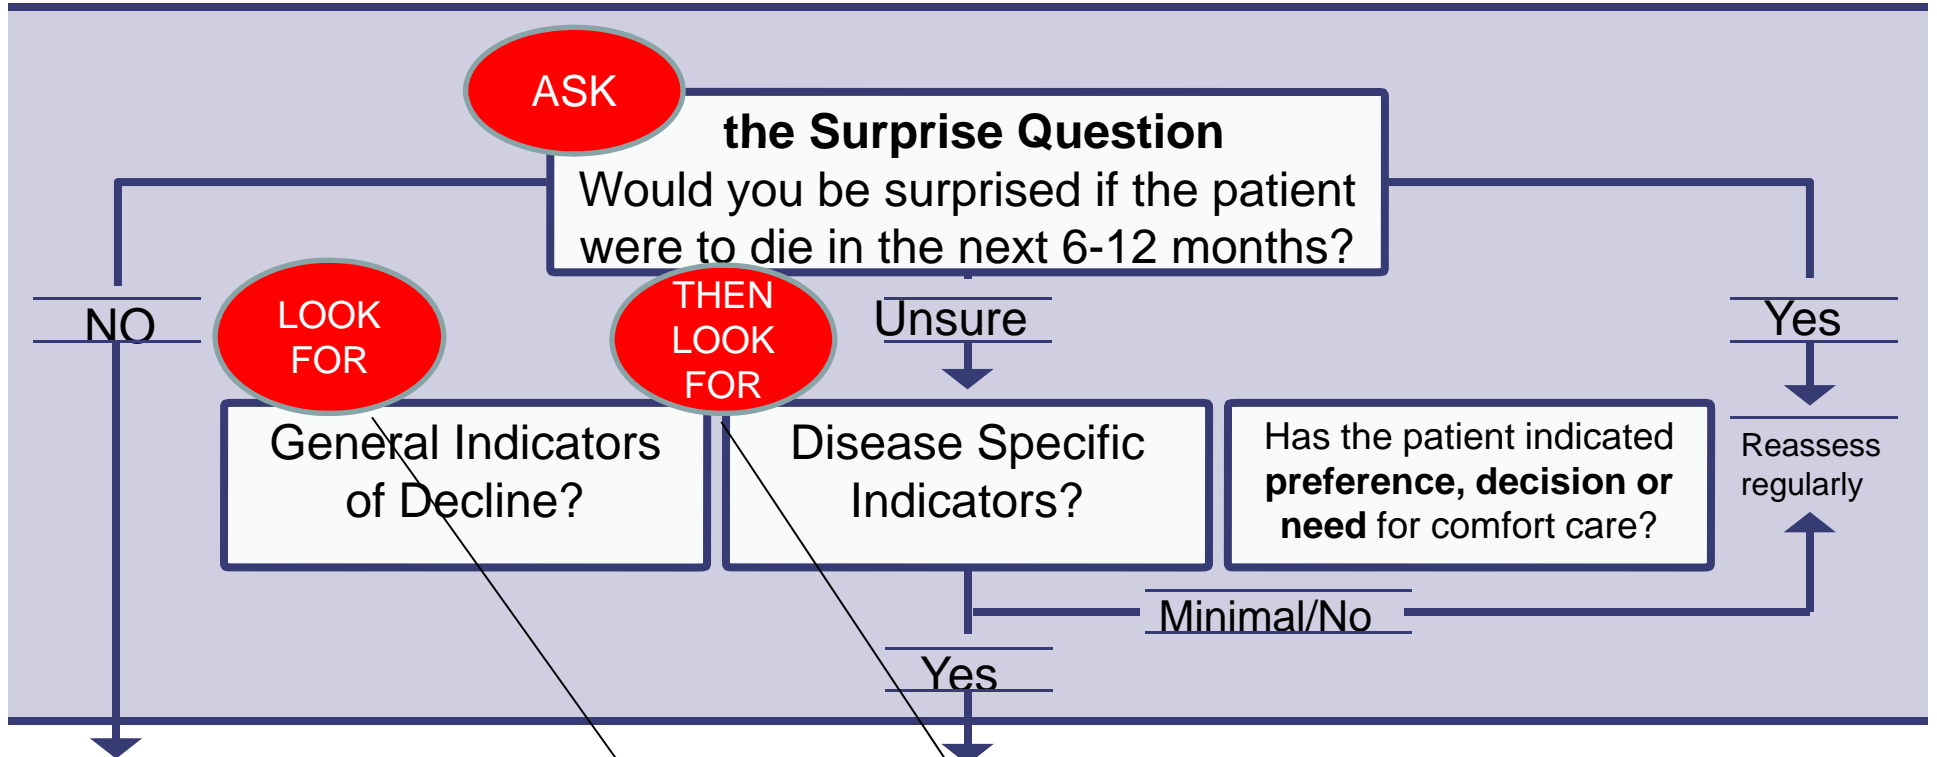 ASK
the Surprise Question
Would you be surprised if the patient
were to die in the next 6-12 months?
NO
LOOK
FOR
THEN
LOOK
FOR
Unsure
Yes
General Indicators
of Decline?
Disease Specific
Indicators?
Has the patient indicated
preference, decision or
need for comfort care?
Reassess
regularly
Minimal/No
Yes